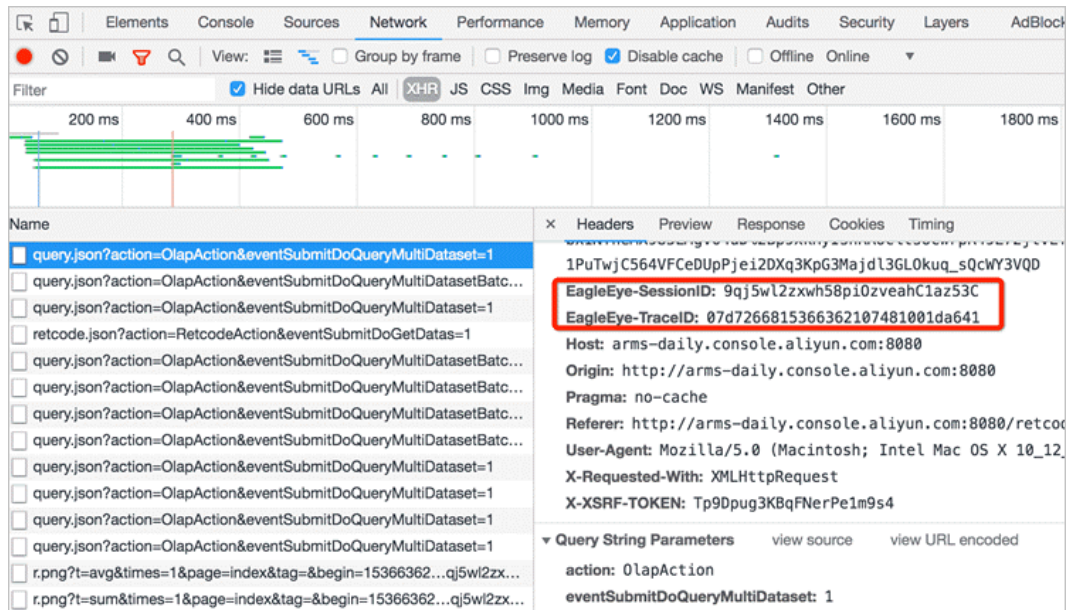 Elements Console Sources Network Performance Memory Application Audits Security Layers AdBlock
View: Group by frame Preserve log Disable cache Offline Online
Filter Hide data URLs All XHR JS CSS Img Media Font Doc WS Manifest Other
200 ms 400 ms 600 ms 800 ms 1000 ms 1200 ms 1400 ms 1600 ms 1800 ms
Name
query.json?action=OlapAction&eventSubmitDoQueryMultiDataset=1
query.json?action=OlapAction&eventSubmitDoQueryMultiDatasetBatc...
query.json?action=OlapAction&eventSubmitDoQueryMultiDataset=1
retcode.json?action=RetcodeAction&eventSubmitDoGetDatas=1
query.json?action=OlapAction&eventSubmitDoQueryMultiDatasetBatc...
query.json?action=OlapAction&eventSubmitDoQueryMultiDatasetBatc...
query.json?action=OlapAction&eventSubmitDoQueryMultiDatasetBatc...
query.json?action=OlapAction&eventSubmitDoQueryMultiDatasetBatc...
query.json?action=OlapAction&eventSubmitDoQueryMultiDataset=1
query.json?action=OlapAction&eventSubmitDoQueryMultiDataset=1
query.json?action=OlapAction&eventSubmitDoQueryMultiDataset=1
query.json?action=OlapAction&eventSubmitDoQueryMultiDataset=1
r.png?t=avg&times=1&page=index&tag=&begin=15366362...qj5wl2zx...
r.png?t=sum&times=1&page=index&tag=&begin=15366362...qj5wl2zx...
× Headers Preview Response Cookies Timing
1PuTwjC564VFCeDUpPjei2DXq3KpG3Majdl3GLOkuq_sQcWY3VQD
EagleEye-SessionID: 9qj5wl2zxwh58piOzveahC1az53C
EagleEye-TraceID: 07d7266815366362107481001da641
Host: arms-daily.console.aliyun.com:8080
Origin: http://arms-daily.console.aliyun.com:8080
Pragma: no-cache
Referer: http://arms-daily.console.aliyun.com:8080/retcod
User-Agent: Mozilla/5.0 (Macintosh; Intel Mac OS X 10_12_
X-Requested-With: XMLHttpRequest
X-XSRF-TOKEN: Tp9Dpug3KBqFNerPe1m9s4
Query String Parameters view source view URL encoded
action: OlapAction
eventSubmitDoQueryMultiDataset: 1